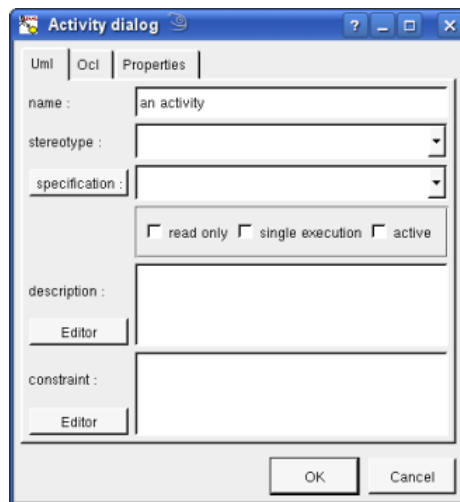 Activity dialog
Uml Ocl Properties
name : an activity
stereotype :
specification :
read only single execution active
description :
Editor
constraint :
Editor
OK Cancel